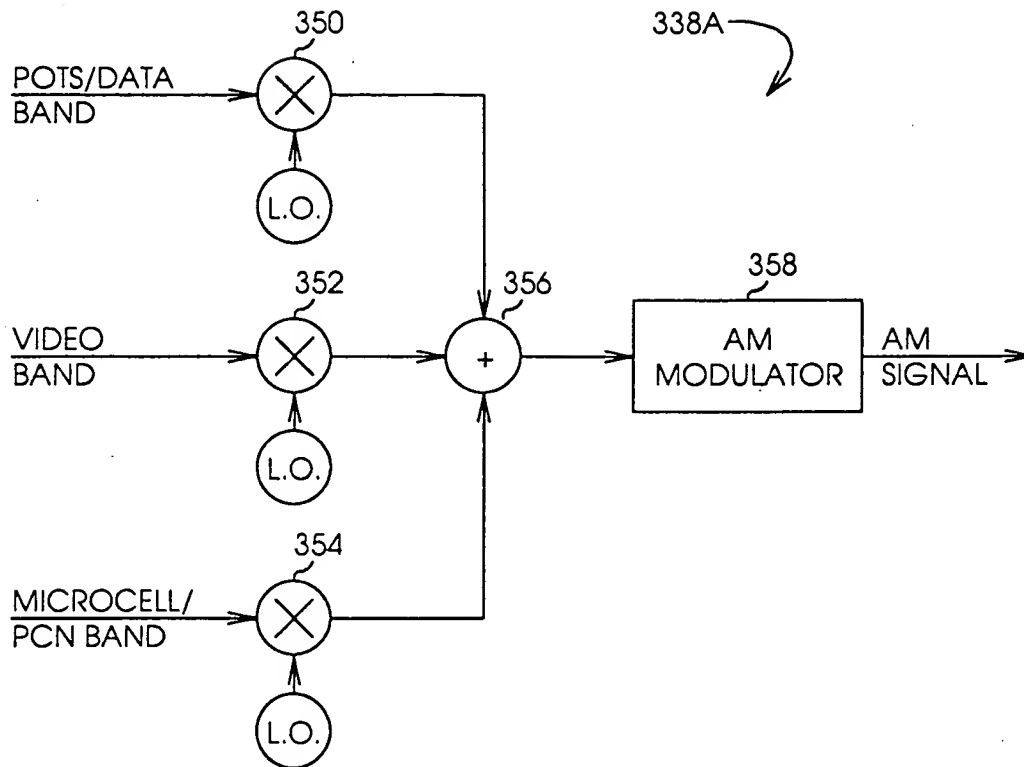 350
338A
POTS/DATA
BAND
L.O.
352
356
358
VIDEO
BAND
+
AM
MODULATOR
AM
SIGNAL
L.O.
354
MICROCELL/
PCN BAND
L.O.